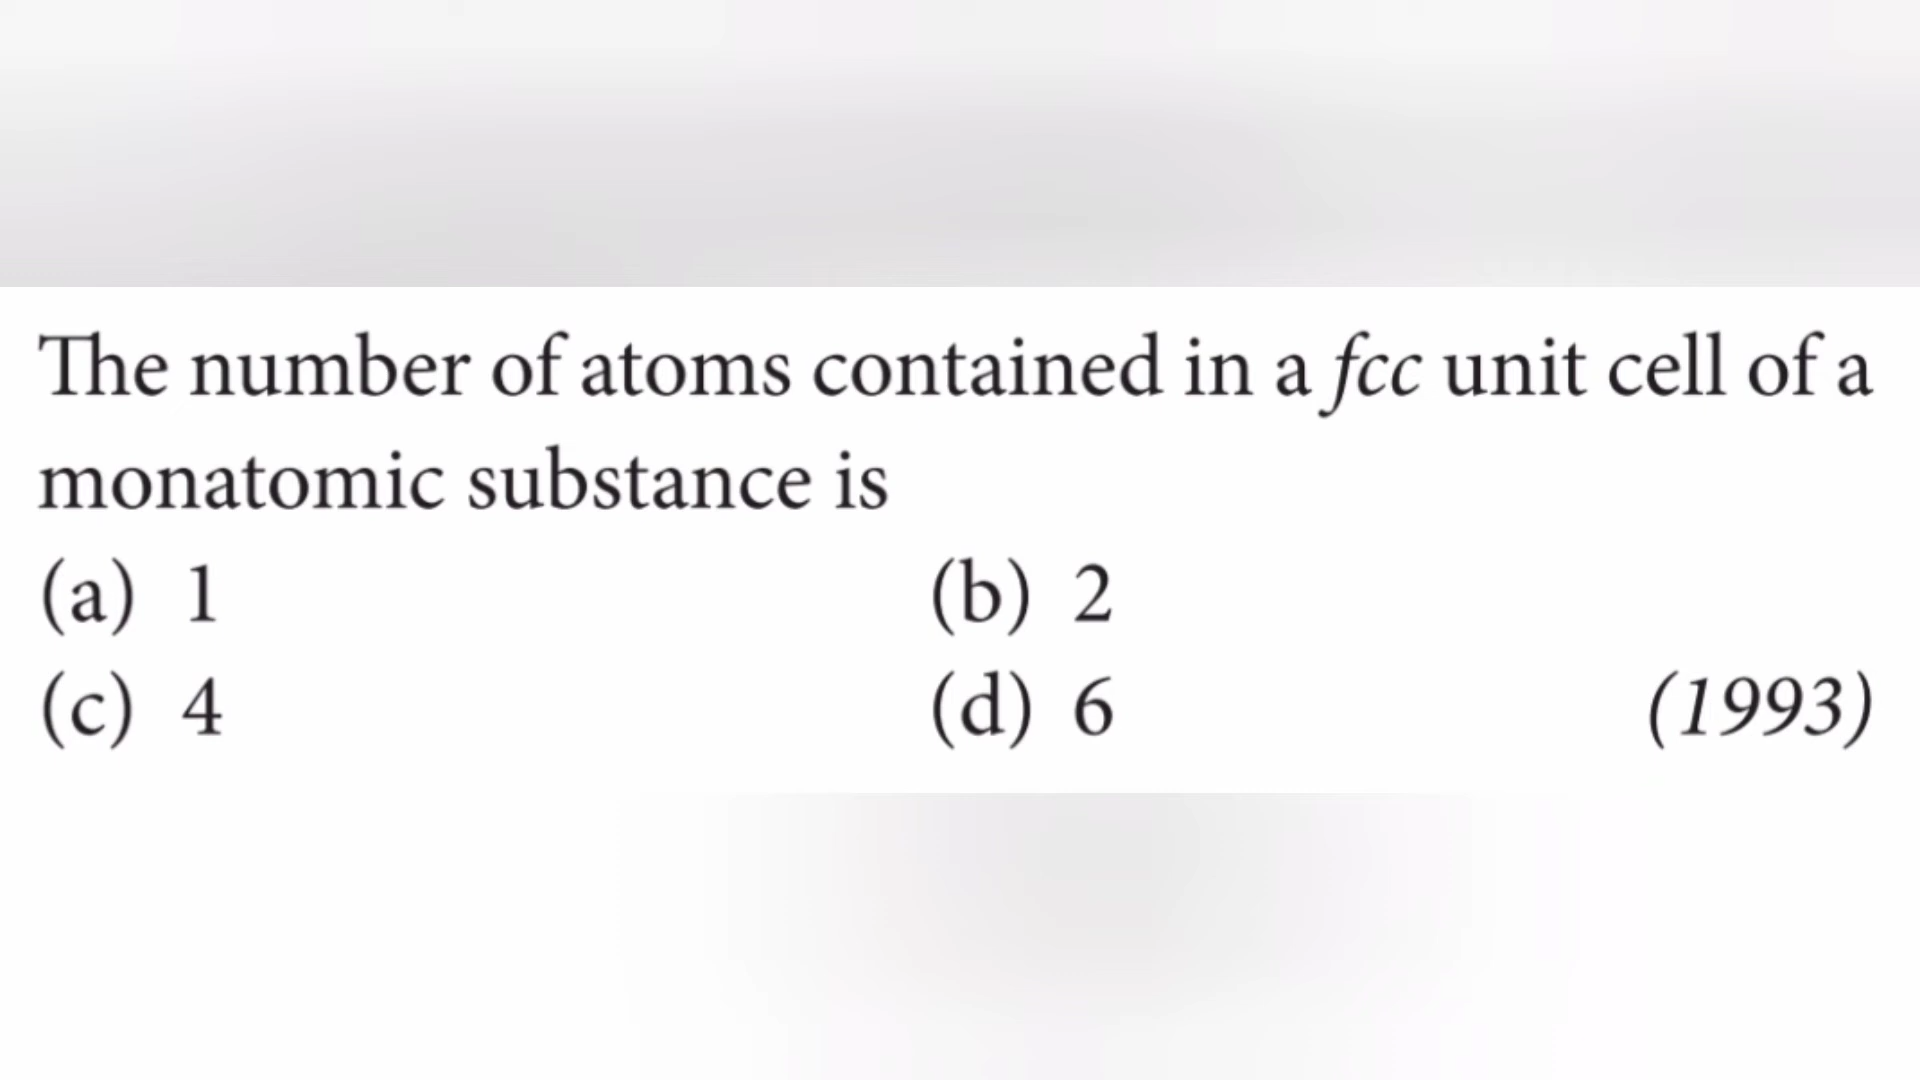 The number of atoms contained in a fcc unit cell of a
monatomic substance is
(a) 1 (b) 2
(c) 4 (d) 6 (1993)